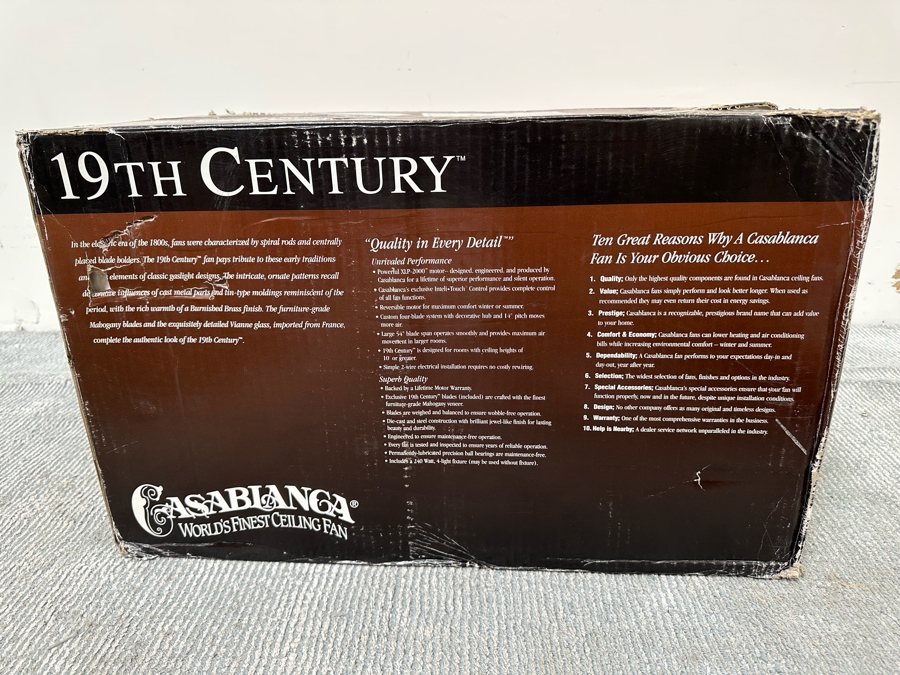 19TH CENTURY™
In the electric era of the 1800s, fans were characterized by spiral rods and centrally
placed blade holders. The 19th Century™ fan pays tribute to these early traditions
and elements of classic gaslight designs. The intricate, ornate patterns recall
influences of cast metal parts and tin-type moldings reminiscent of the
period, with the rich warmth of a Burnished Brass finish. The furniture-grade
Mahogany blades and the exquisitely detailed Vianne glass, imported from France,
complete the authentic look of the 19th Century™.
CASABLANCA®
WORLD'S FINEST CEILING FAN
"Quality in Every Detail™"
Unrivaled Performance
• Powerful XLP-2000™ motor– designed, engineered, and produced by
Casablanca for a lifetime of superior performance and silent operation.
• Casablanca's exclusive Inteli•Touch® Control provides complete control
of all fan functions.
• Reversible motor for maximum comfort winter or summer.
• Custom four-blade system with decorative hub and 14° pitch moves
more air.
• Large 54" blade span operates smoothly and provides maximum air
movement in larger rooms.
• 19th Century™ is designed for rooms with ceiling heights of
10' or greater.
• Simple 2-wire electrical installation requires no costly rewiring.
Superb Quality
• Backed by a Lifetime Motor Warranty.
• Exclusive 19th Century™ blades (included) are crafted with the finest
furniture-grade Mahogany veneer.
• Blades are weighed and balanced to ensure wobble-free operation.
• Die-cast and steel construction with brilliant jewel-like finish for lasting
beauty and durability.
• Engineered to ensure maintenance-free operation.
• Every fan is tested and inspected to ensure years of reliable operation.
• Permanently-lubricated precision ball bearings are maintenance-free.
• Includes a 240 Watt, 4-light fixture (may be used without fixture).
Ten Great Reasons Why A Casablanca
Fan Is Your Obvious Choice...
1. Quality; Only the highest quality components are found in Casablanca ceiling fans.
2. Value; Casablanca fans simply perform and look better longer. When used as
recommended they may even return their cost in energy savings.
3. Prestige; Casablanca is a recognizable, prestigious brand name that can add value
to your home.
4. Comfort & Economy; Casablanca fans can lower heating and air conditioning
bills while increasing environmental comfort – winter and summer.
5. Dependability; A Casablanca fan performs to your expectations day-in and
day-out, year after year.
6. Selection; The widest selection of fans, finishes and options in the industry.
7. Special Accessories; Casablanca's special accessories ensure that your fan will
function properly, now and in the future, despite unique installation conditions.
8. Design; No other company offers as many original and timeless designs.
9. Warranty; One of the most comprehensive warranties in the business.
10. Help is Nearby; A dealer service network unparalleled in the industry.